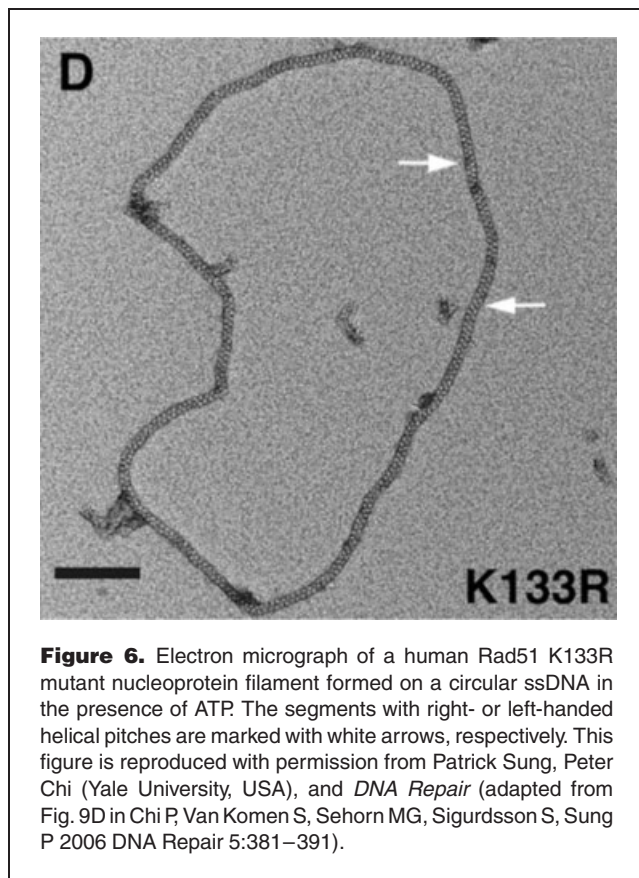 D
K133R
Figure 6. Electron micrograph of a human Rad51 K133R
mutant nucleoprotein filament formed on a circular ssDNA in
the presence of ATP. The segments with right- or left-handed
helical pitches are marked with white arrows, respectively. This
figure is reproduced with permission from Patrick Sung, Peter
Chi (Yale University, USA), and DNA Repair (adapted from
Fig. 9D in Chi P, Van Komen S, Sehorn MG, Sigurdsson S, Sung
P 2006 DNA Repair 5:381–391).